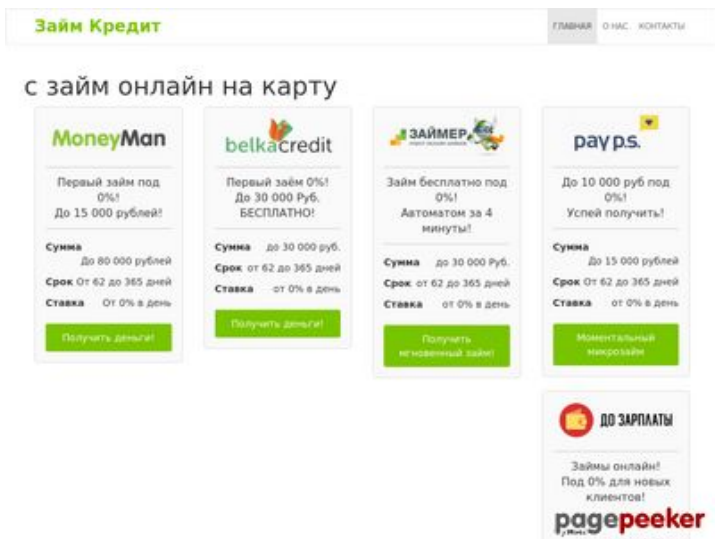 Займ Кредит
ГЛАВНАЯ О НАС КОНТАКТЫ
с займ онлайн на карту
MoneyMan
Первый займ под
0%!
До 15 000 рублей!
Сумма
До 80 000 рублей
Срок От 62 до 365 дней
Ставка От 0% в день
Получить деньги!
belkacredit
Первый заём 0%!
До 30 000 Руб.
БЕСПЛАТНО!
Сумма до 30 000 руб.
Срок от 62 до 365 дней
Ставка от 0% в день
Получить деньги!
ЗАЙМЕР
Займ бесплатно под
0%!
Автоматом за 4
минуты!
Сумма до 30 000 Руб.
Срок от 62 до 365 дней
Ставка от 0% в день
Получить
мгновенный займ!
pay p.s.
До 10 000 руб под
0%!
Успей получить!
Сумма
До 15 000 рублей
Срок От 62 до 365 дней
Ставка от 0% в день
Моментальный
микрозайм
ДО ЗАРПЛАТЫ
Займы онлайн!
Под 0% для новых
клиентов!
pagepeeker